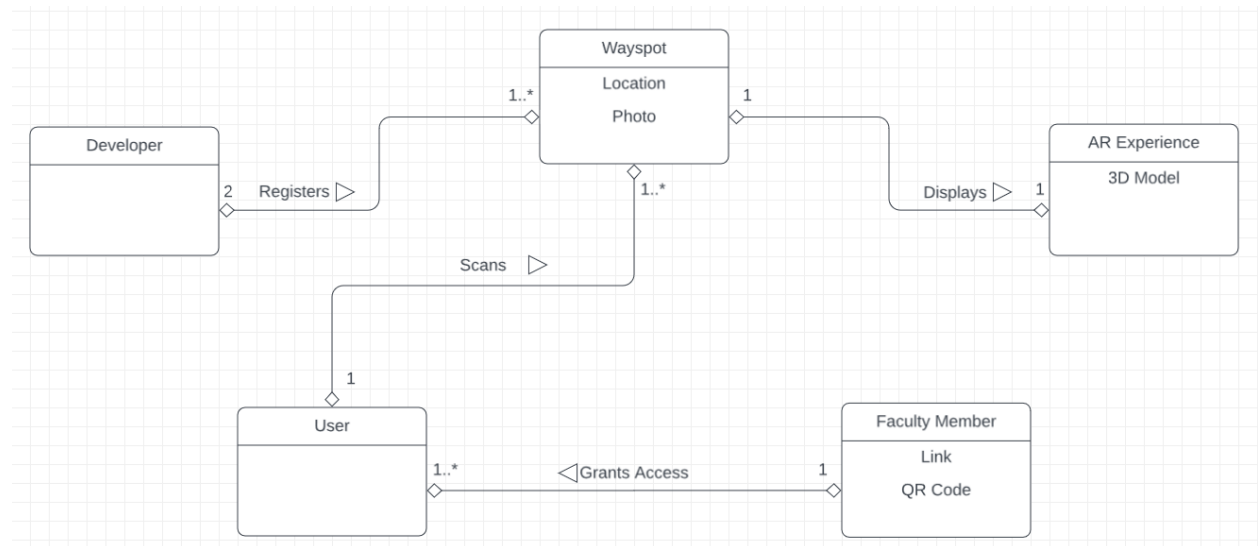 Wayspot
Location
Photo
1..*
1
Developer
2
Registers
AR Experience
3D Model
Displays
1
1..*
Scans
1
User
1..*
Grants Access
1
Faculty Member
Link
QR Code